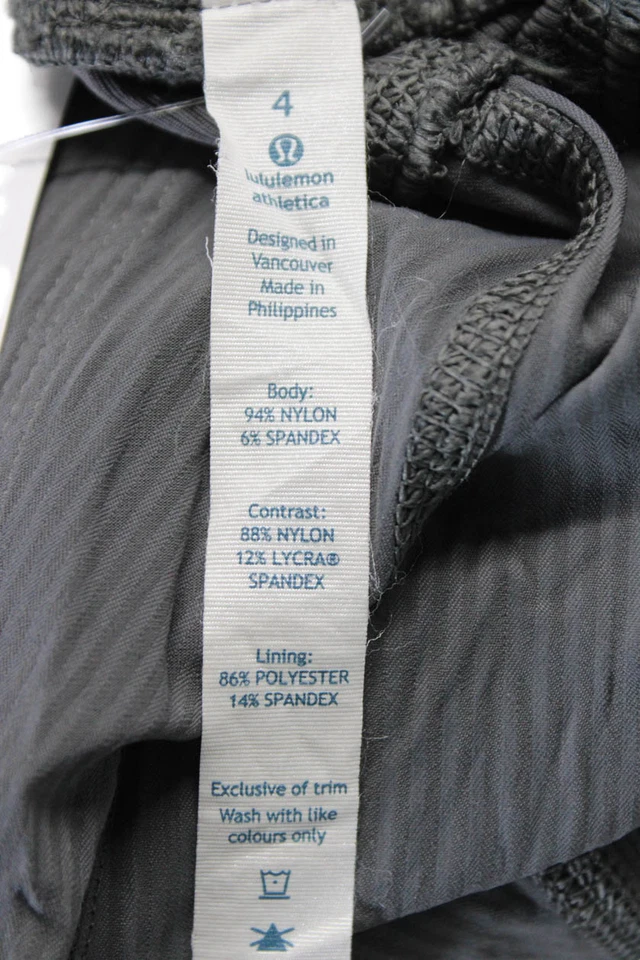 4
lululemon
athletica
Designed in
Vancouver
Made in
Philippines
Body:
94% NYLON
6% SPANDEX
Contrast:
88% NYLON
12% LYCRA®
SPANDEX
Lining:
86% POLYESTER
14% SPANDEX
Exclusive of trim
Wash with like
colours only